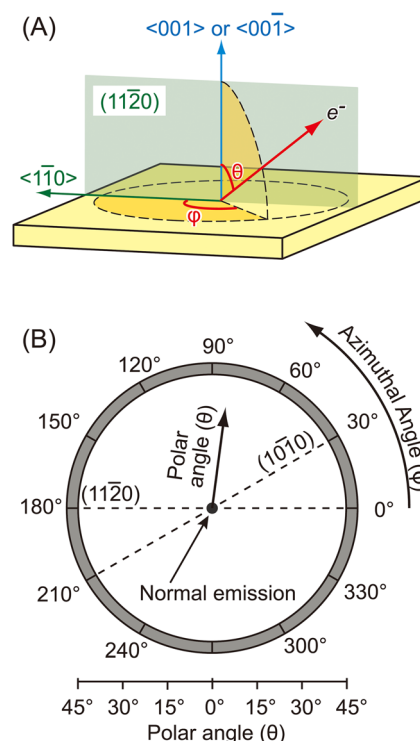 (A)
<001> or <001̄>
(112̄0)
e-
<11̄0>
θ
φ
(B)
90°
120°
60°
Azimuthal Angle (φ)
150°
30°
Polar
angle (θ)
(101̄0)
(112̄0)
180°
0°
210°
Normal emission
330°
240°
300°
45° 30° 15° 0° 15° 30° 45°
Polar angle (θ)